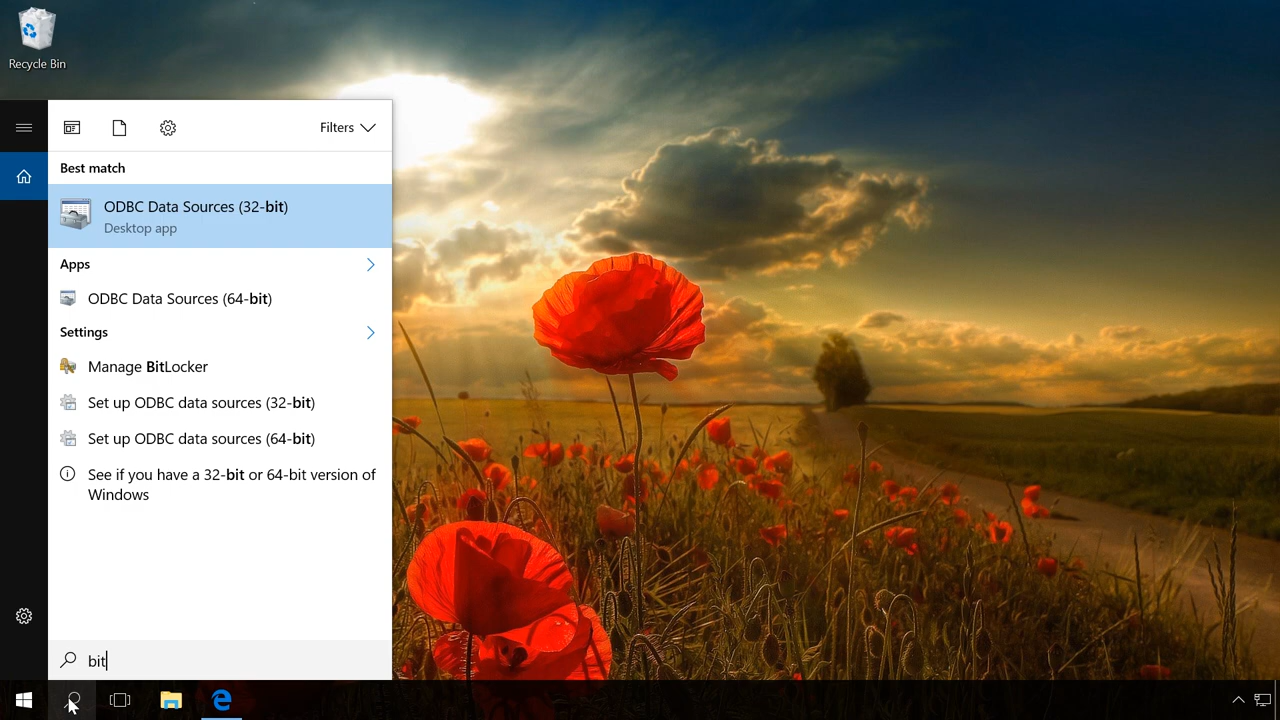 Recycle Bin
Filters
Best match
ODBC Data Sources (32-bit)
Desktop app
Apps
ODBC Data Sources (64-bit)
Settings
Manage BitLocker
Set up ODBC data sources (32-bit)
Set up ODBC data sources (64-bit)
See if you have a 32-bit or 64-bit version of
Windows
bit